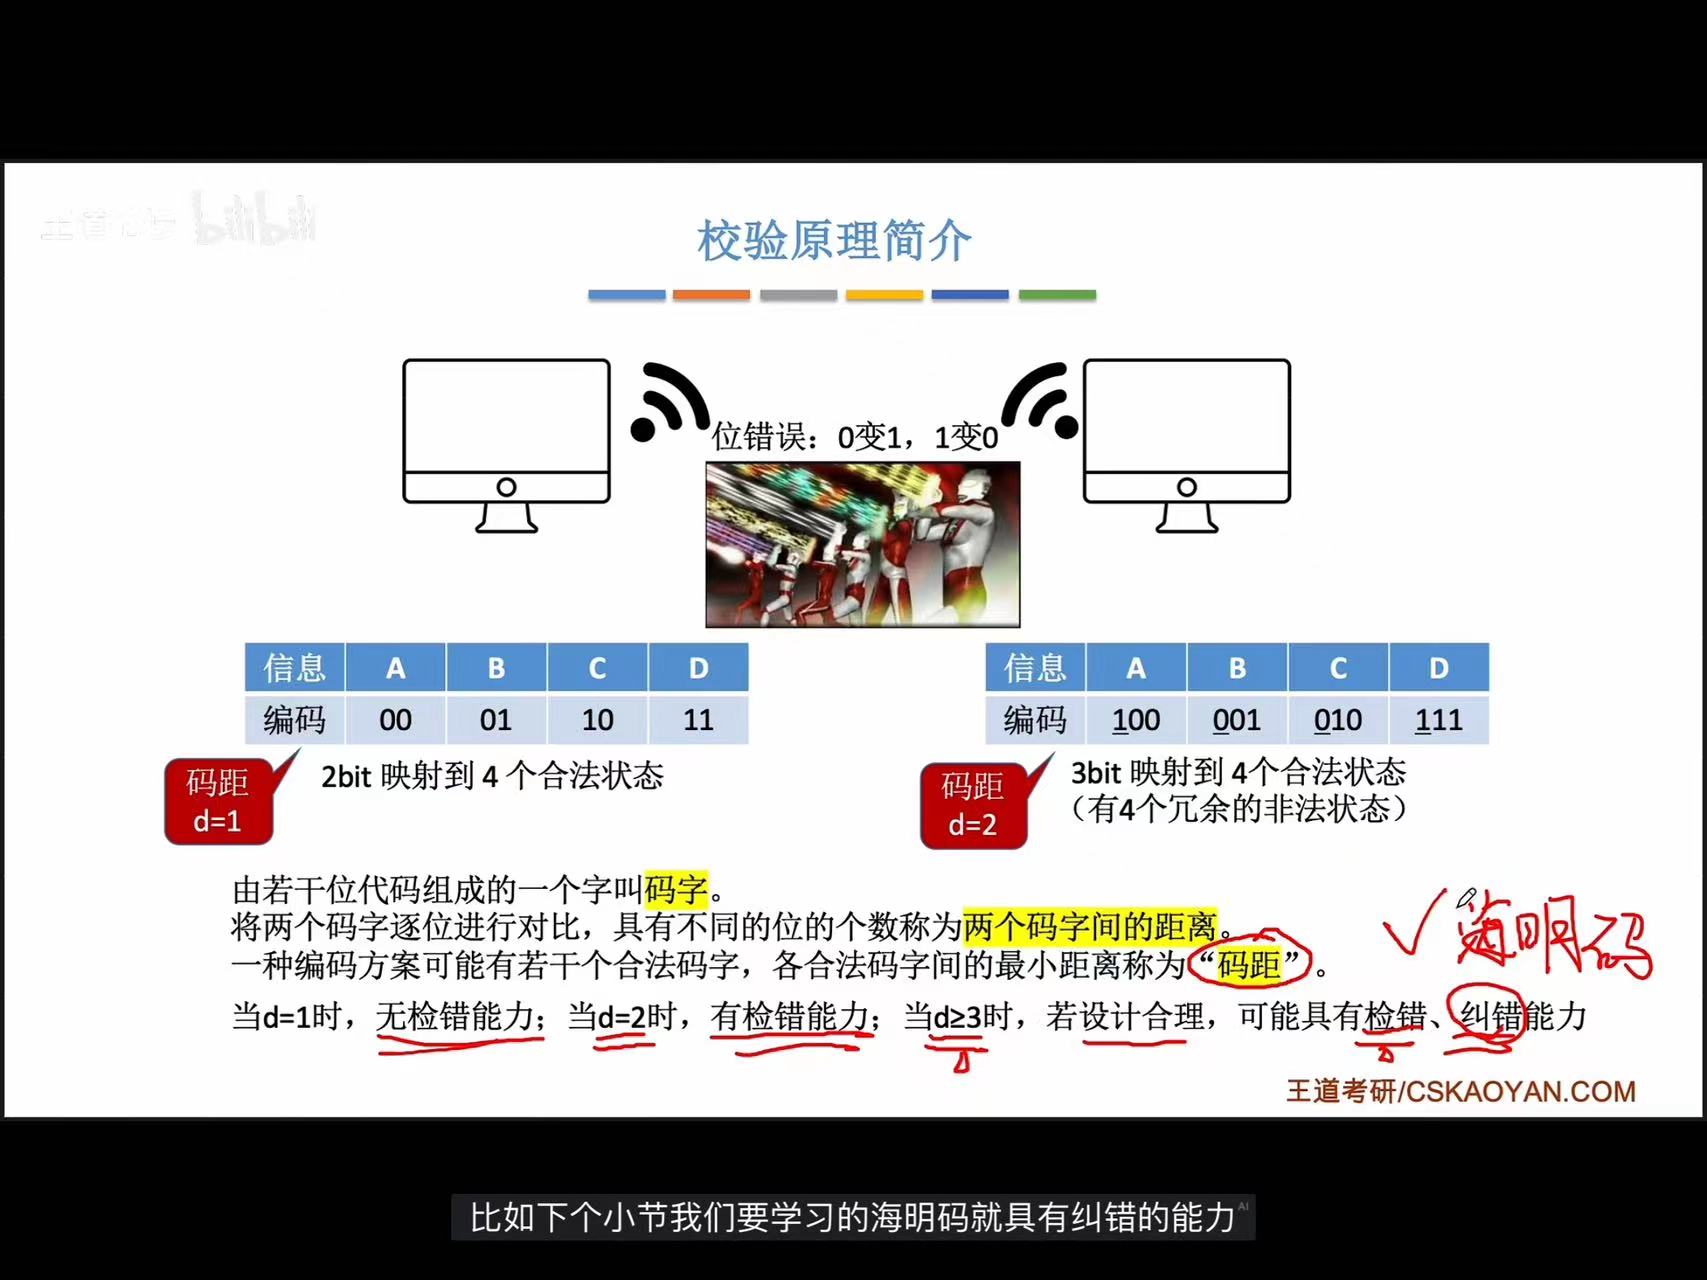 bilibili
校验原理简介
位错误：0变1，1变0
信息 A B C D
编码 00 01 10 11
码距
d=1
2bit 映射到 4 个合法状态
信息 A B C D
编码 100 001 010 111
码距
d=2
3bit 映射到 4个合法状态
（有4个冗余的非法状态）
由若干位代码组成的一个字叫码字。
将两个码字逐位进行对比，具有不同的位的个数称为两个码字间的距离。
一种编码方案可能有若干个合法码字，各合法码字间的最小距离称为“码距”。
当d=1时，无检错能力；当d=2时，有检错能力；当d≥3时，若设计合理，可能具有检错、纠错能力
海明码
王道考研/CSKAOYAN.COM
比如下个小节我们要学习的海明码就具有纠错的能力
AI